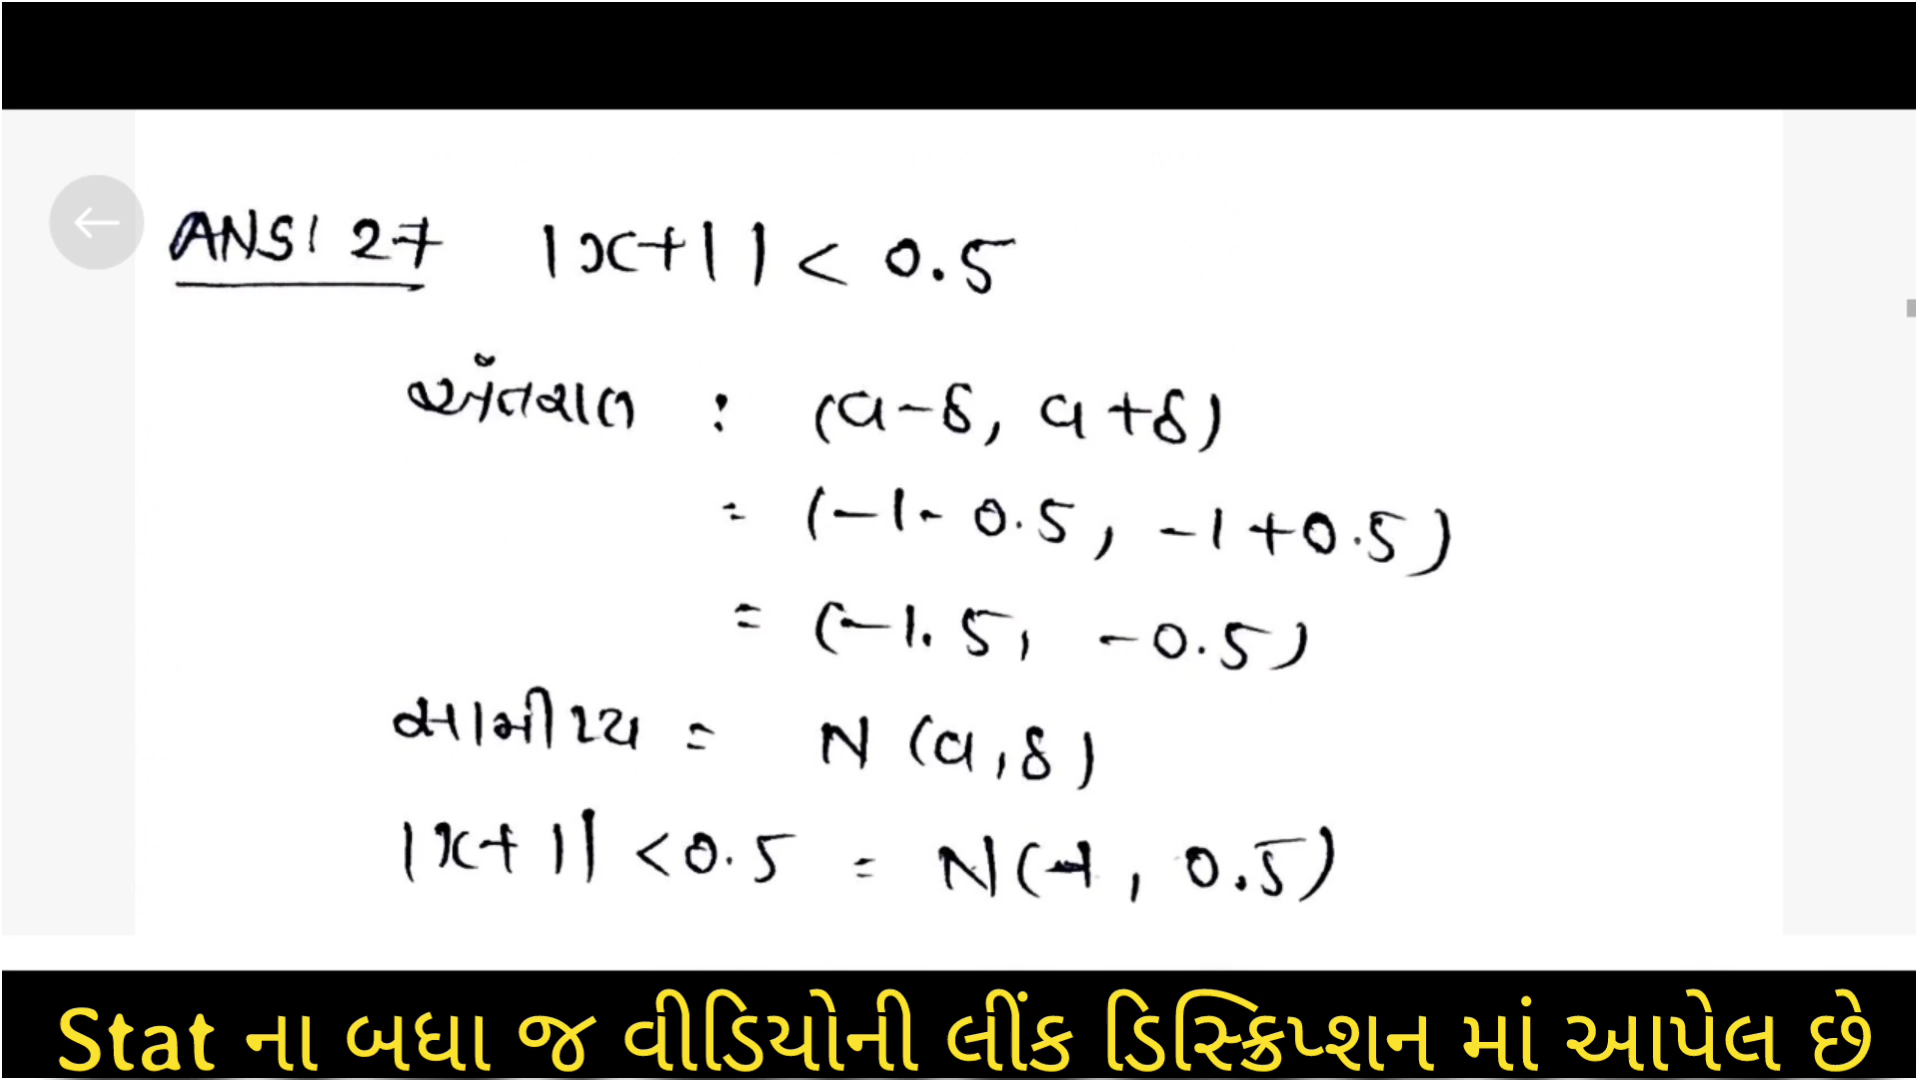 ANS! 27 |x+1| < 0.5
અંતરાલ : (a-δ, a+δ)
= (-1-0.5, -1+0.5)
= (-1.5, -0.5)
સામીપ્ય = N (a, δ)
|x+1| <0.5 = N(-1, 0.5)
Stat ના બધા જ વીડિયોની લીંક ડિસ્ક્રિપ્શન માં આપેલ છે